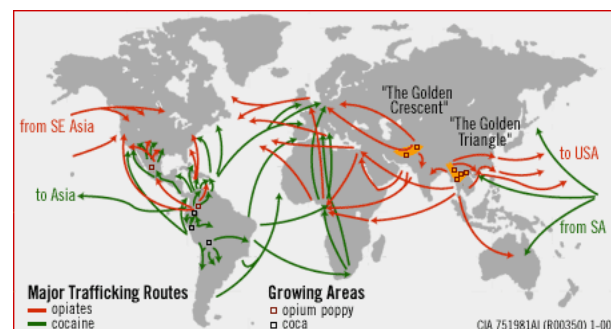 "The Golden
Crescent"
"The Golden
Triangle"
from SE Asia
to USA
to Asia
from SA
Major Trafficking Routes
opiates
cocaine
Growing Areas
opium poppy
coca
CIA 751981AI (R00350) 1-00